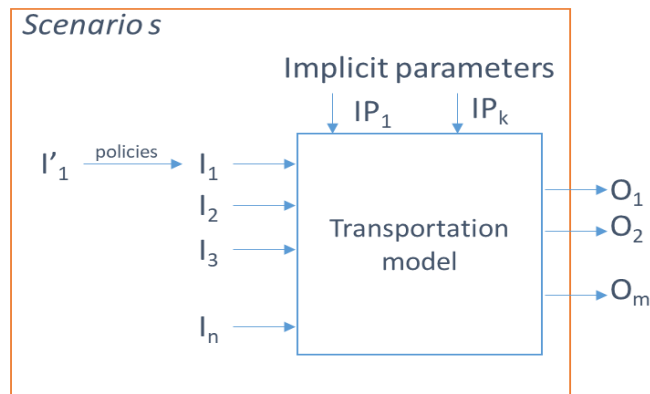 Scenario s
Implicit parameters
IP₁ IPₖ
policies
I'₁ I₁ O₁
I₂ O₂
Transportation
model
I₃
Oₘ
Iₙ